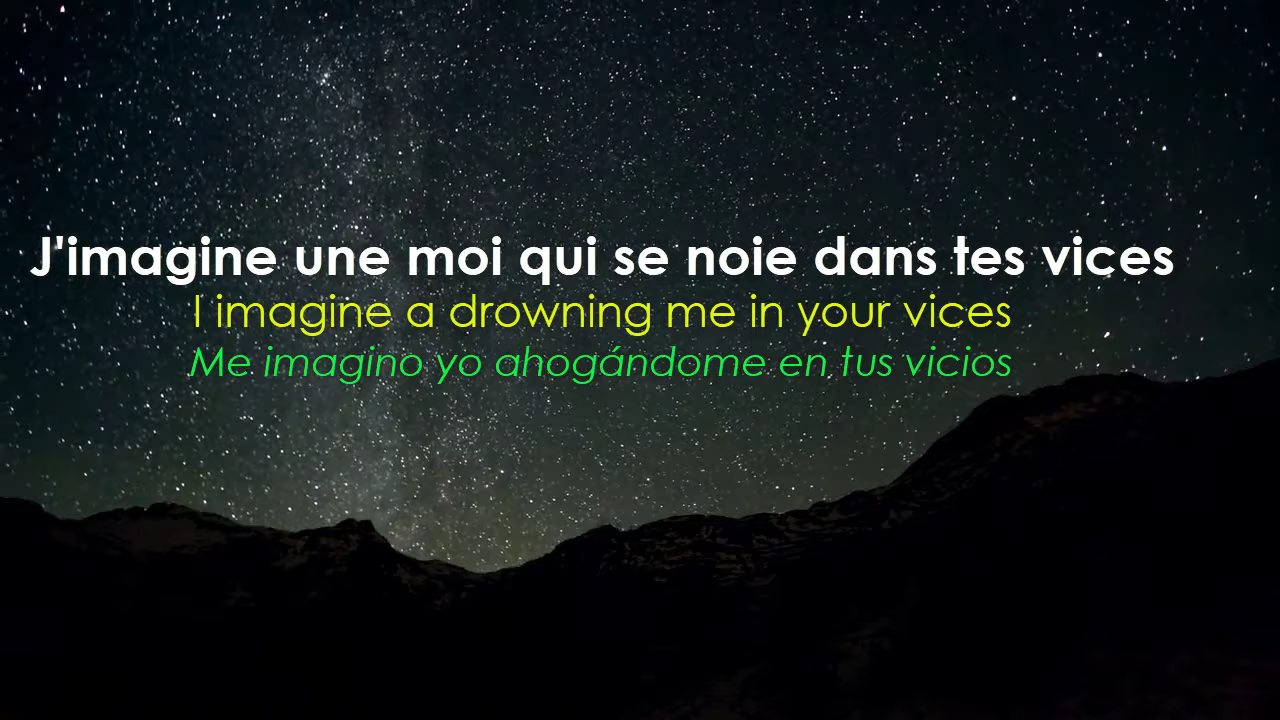 J'imagine une moi qui se noie dans tes vices
I imagine a drowning me in your vices
Me imagino yo ahogándome en tus vicios